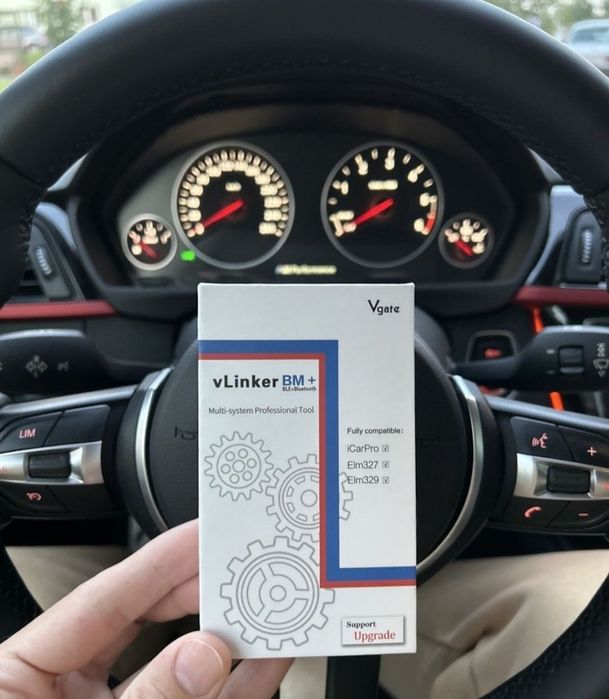 Vgate
vLinker BM +
BLE+Bluetooth
Multi-system Professional Tool
Fully compatible:
iCarPro ☑
Elm327 ☑
Elm329 ☑
Support
Upgrade
LIM
+
−